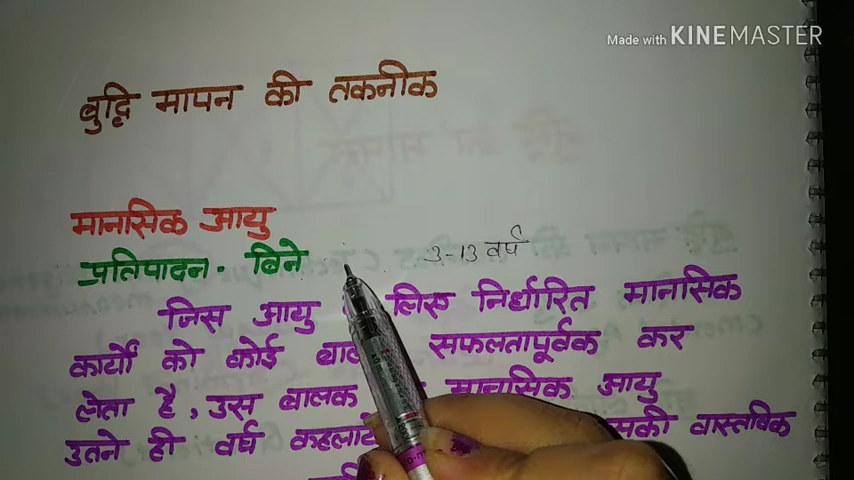 Made with KINEMASTER
बुद्धि मापन की तकनीक
मानसिक आयु
प्रतिपादन - बिने
3-13 वर्ष
जिस आयु लिए निर्धारित मानसिक
कार्यों को कोई सफलतापूर्वक कर
लेता है, उस बालक मानसिक आयु
उतने ही वर्ष वास्तविक